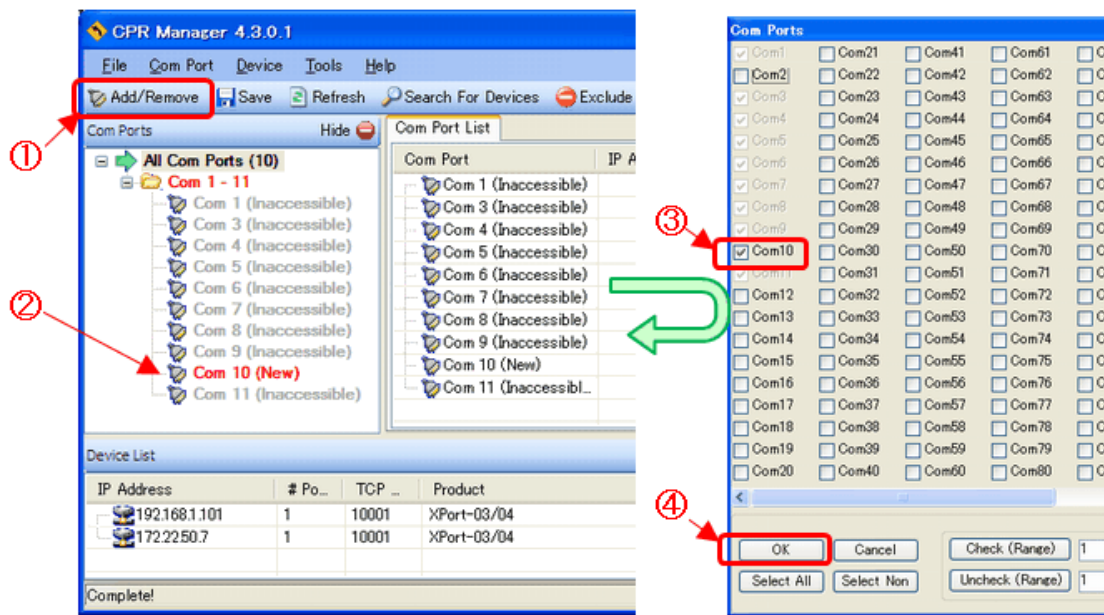 CPR Manager 4.3.0.1
File Com Port Device Tools Help
Add/Remove Save Refresh Search For Devices Exclude
①
Com Ports Hide
All Com Ports (10)
Com 1 - 11
Com 1 (Inaccessible)
Com 3 (Inaccessible)
Com 4 (Inaccessible)
Com 5 (Inaccessible)
Com 6 (Inaccessible)
Com 7 (Inaccessible)
Com 8 (Inaccessible)
Com 9 (Inaccessible)
Com 10 (New)
Com 11 (Inaccessible)
②
Com Port List
Com Port IP A
Com 1 (Inaccessible)
Com 3 (Inaccessible)
Com 4 (Inaccessible)
Com 5 (Inaccessible)
Com 6 (Inaccessible)
Com 7 (Inaccessible)
Com 8 (Inaccessible)
Com 9 (Inaccessible)
Com 10 (New)
Com 11 (Inaccessibl...
Device List
IP Address # Po... TCP ... Product
192.168.1.101 1 10001 XPort-03/04
172.22.50.7 1 10001 XPort-03/04
Complete!
Com Ports
Com1 Com21 Com41 Com61 C
Com2 Com22 Com42 Com62 C
Com3 Com23 Com43 Com63 C
Com4 Com24 Com44 Com64 C
Com5 Com25 Com45 Com65 C
Com6 Com26 Com46 Com66 C
Com7 Com27 Com47 Com67 C
Com8 Com28 Com48 Com68 C
Com9 Com29 Com49 Com69 C
③
Com10 Com30 Com50 Com70 C
Com11 Com31 Com51 Com71 C
Com12 Com32 Com52 Com72 C
Com13 Com33 Com53 Com73 C
Com14 Com34 Com54 Com74 C
Com15 Com35 Com55 Com75 C
Com16 Com36 Com56 Com76 C
Com17 Com37 Com57 Com77 C
Com18 Com38 Com58 Com78 C
Com19 Com39 Com59 Com79 C
Com20 Com40 Com60 Com80 C
④
OK Cancel Check (Range) 1
Select All Select Non Uncheck (Range) 1